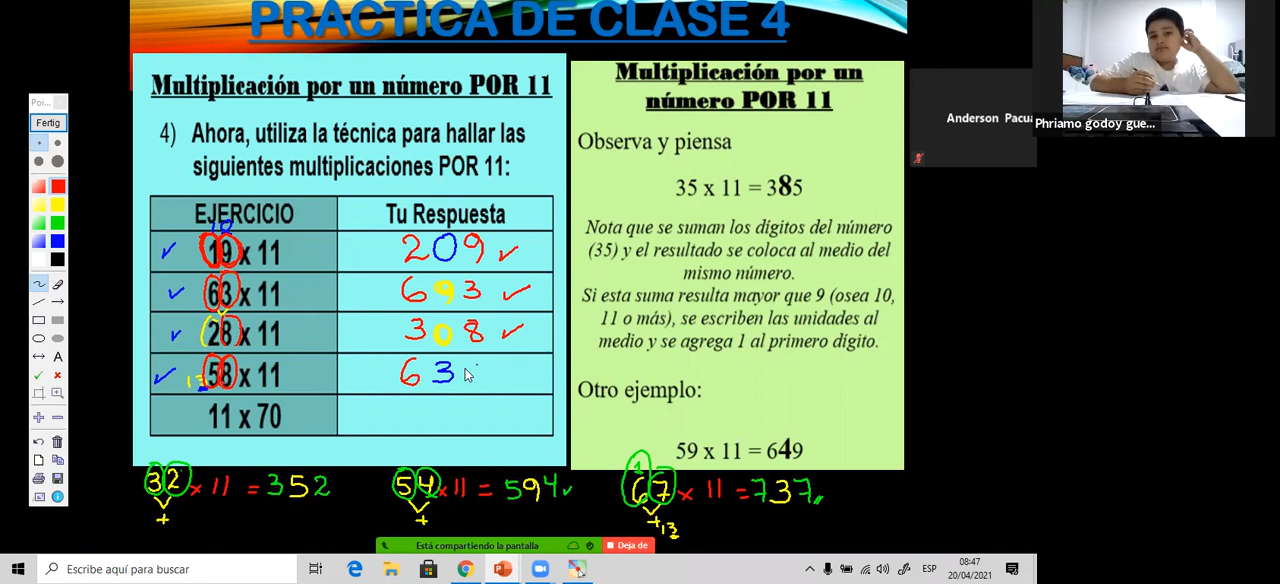 PRACTICA DE CLASE 4
Multiplicación por un número POR 11
4) Ahora, utiliza la técnica para hallar las
siguientes multiplicaciones POR 11:
EJERCICIO Tu Respuesta
10
19 x 11 209
63 x 11 693
28 x 11 308
13
58 x 11 63
11 x 70
32 x 11 = 352
+
54 x 11 = 594
+
1
67 x 11 = 737
+13
Multiplicación por un
número POR 11
Observa y piensa
35 x 11 = 385
Nota que se suman los dígitos del número
(35) y el resultado se coloca al medio del
mismo número.
Si esta suma resulta mayor que 9 (osea 10,
11 o más), se escriben las unidades al
medio y se agrega 1 al primero dígito.
Otro ejemplo:
59 x 11 = 649
Phriamo godoy gue...
Anderson Pacua
Poi...
Fertig
A
Está compartiendo la pantalla
Deja de
Escribe aquí para buscar
ESP
08:47
20/04/2021